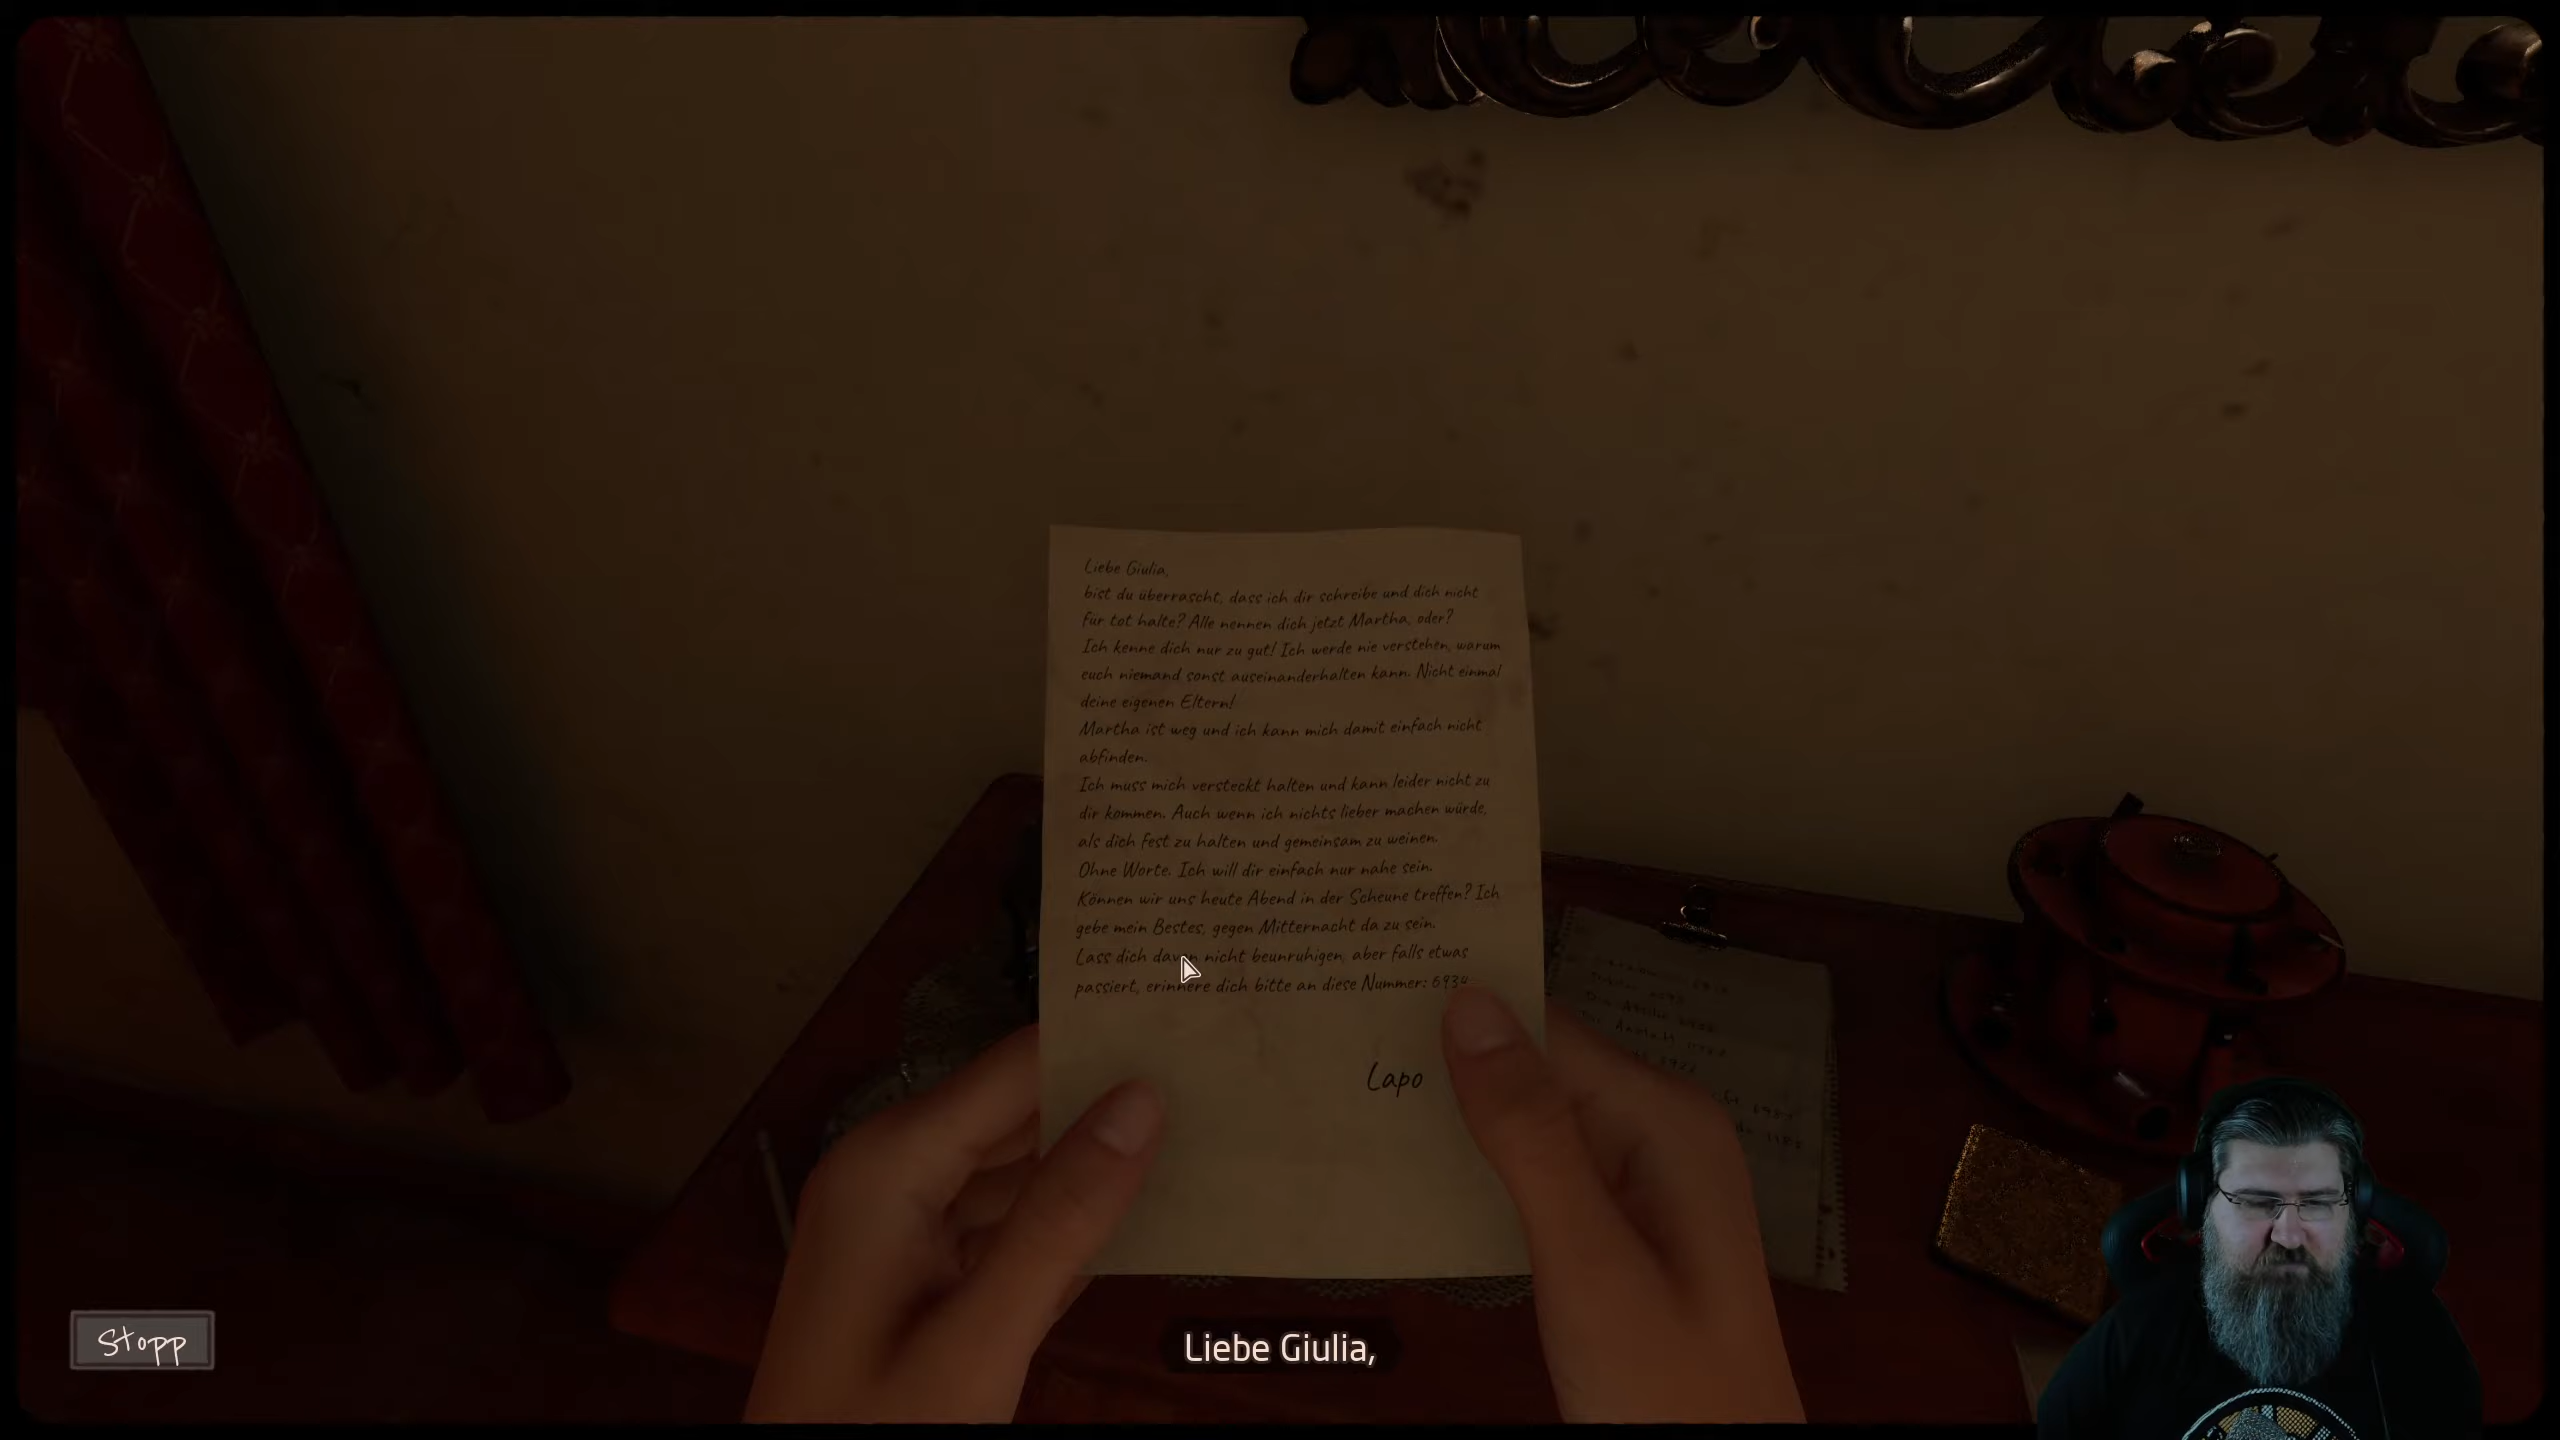 Liebe Giulia,
bist du überrascht, dass ich dir schreibe und dich nicht
für tot halte? Alle nennen dich jetzt Martha, oder?
Ich kenne dich nur zu gut! Ich werde nie verstehen, warum
euch niemand sonst auseinanderhalten kann. Nicht einmal
deine eigenen Eltern!
Martha ist weg und ich kann mich damit einfach nicht
abfinden.
Ich muss mich versteckt halten und kann leider nicht zu
dir kommen. Auch wenn ich nichts lieber machen würde,
als dich fest zu halten und gemeinsam zu weinen.
Ohne Worte. Ich will dir einfach nur nahe sein.
Können wir uns heute Abend in der Scheune treffen? Ich
gebe mein Bestes, gegen Mitternacht da zu sein.
Lass dich davon nicht beunruhigen, aber falls etwas
passiert, erinnere dich bitte an diese Nummer: 6934
Lapo
Stopp
Liebe Giulia,